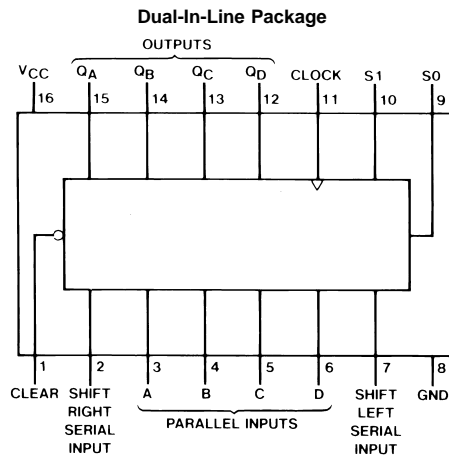 Dual-In-Line Package
OUTPUTS
VCC QA QB QC QD CLOCK S1 S0
16 15 14 13 12 11 10 9
1 2 3 4 5 6 7 8
CLEAR SHIFT RIGHT SERIAL INPUT A B C D SHIFT LEFT SERIAL INPUT GND
PARALLEL INPUTS